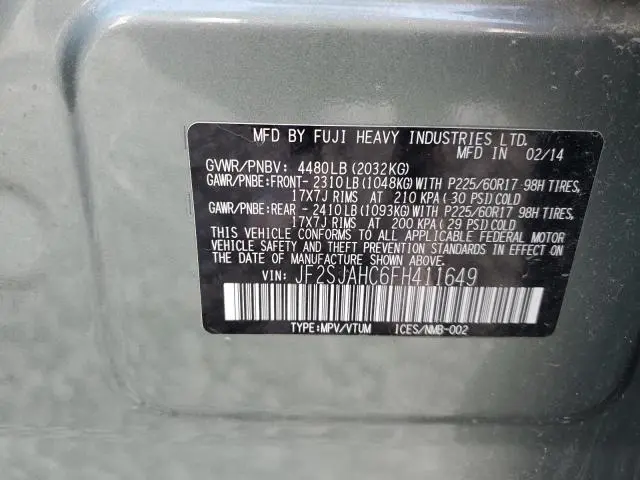 MFD BY FUJI HEAVY INDUSTRIES LTD.
MFD IN 02/14
GVWR/PNBV: 4480LB(2032KG)
GAWR/PNBE:FRONT- 2310LB(1048KG)WITH P225/60R17 98H TIRES,
17X7J RIMS AT 210 KPA(30 PSI)COLD
GAWR/PNBE:REAR - 2410LB(1093KG)WITH P225/60R17 98H TIRES,
17X7J RIMS AT 200 KPA(29 PSI)COLD
THIS VEHICLE CONFORMS TO ALL APPLICABLE FEDERAL MOTOR
VEHICLE SAFETY AND THEFT PREVENTION STANDARDS IN EFFECT ON
THE DATE OF MANUFACTURE SHOWN ABOVE.
VIN: JF2SJAHC6FH411649
TYPE:MPV/VTUM ICES/NMB-002